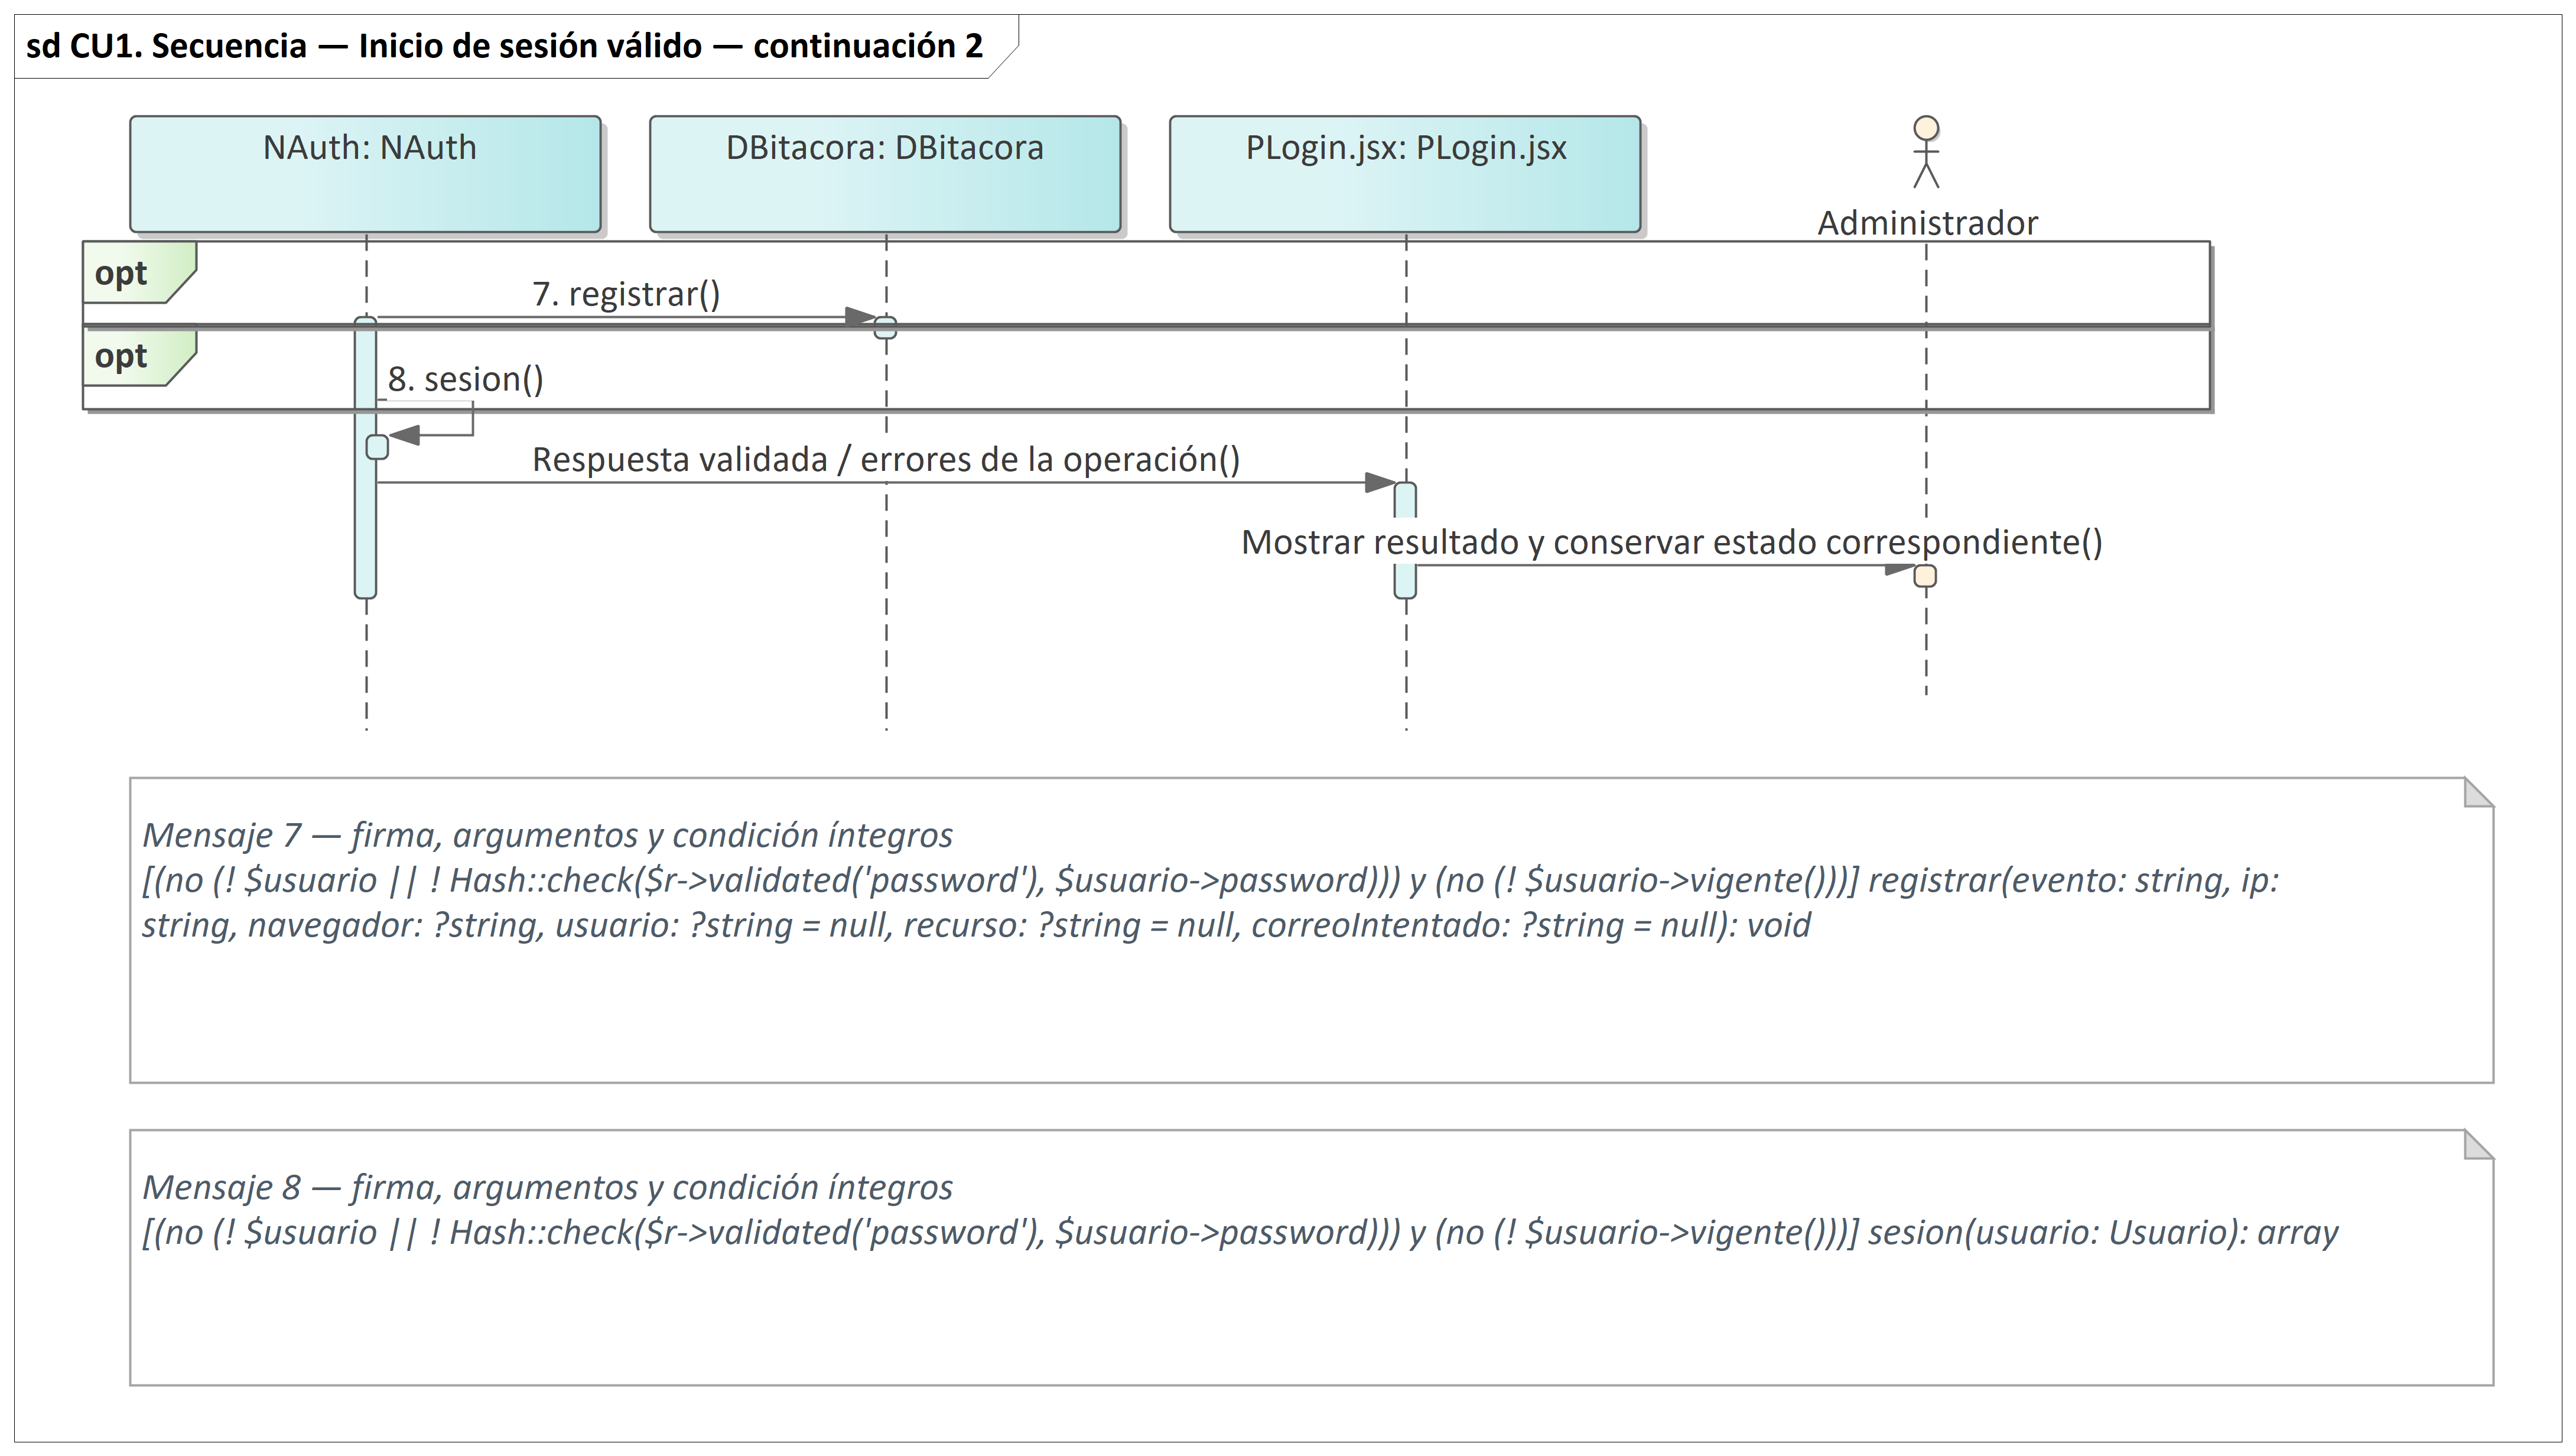 sd CU1. Secuencia — Inicio de sesión válido — continuación 2
NAuth: NAuth
DBitacora: DBitacora
PLogin.jsx: PLogin.jsx
Administrador
opt
7. registrar()
opt
8. sesion()
Respuesta validada / errores de la operación()
Mostrar resultado y conservar estado correspondiente()
Mensaje 7 — firma, argumentos y condición íntegros
[(no (! $usuario || ! Hash::check($r->validated('password'), $usuario->password))) y (no (! $usuario->vigente()))] registrar(evento: string, ip:
string, navegador: ?string, usuario: ?string = null, recurso: ?string = null, correoIntentado: ?string = null): void
Mensaje 8 — firma, argumentos y condición íntegros
[(no (! $usuario || ! Hash::check($r->validated('password'), $usuario->password))) y (no (! $usuario->vigente()))] sesion(usuario: Usuario): array